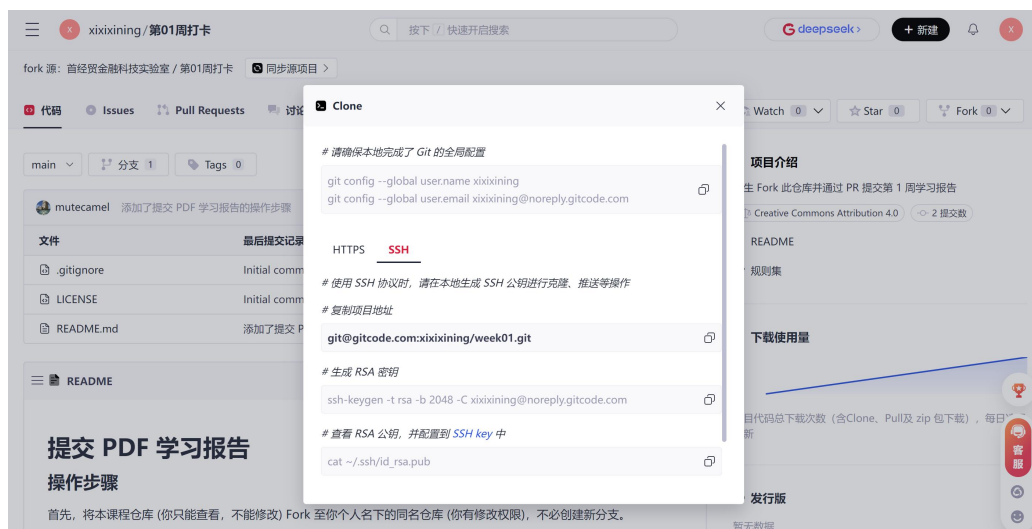 X xixixining/第01周打卡
按下 / 快速开启搜索
deepseek >
+ 新建
X
fork 源：首经贸金融科技实验室 / 第01周打卡
同步源项目 >
代码
Issues
Pull Requests
讨论
Watch 0
Star 0
Fork 0
main
分支 1
Tags 0
mutecamel 添加了提交 PDF 学习报告的操作步骤
文件 最后提交记录
.gitignore Initial comm
LICENSE Initial comm
README.md 添加了提交 P
README
提交 PDF 学习报告
操作步骤
首先，将本课程仓库 (你只能查看，不能修改) Fork 至你个人名下的同名仓库 (你有修改权限)，不必创建新分支。
Clone
# 请确保本地完成了 Git 的全局配置
git config --global user.name xixixining
git config --global user.email xixixining@noreply.gitcode.com
HTTPS SSH
# 使用 SSH 协议时，请在本地生成 SSH 公钥进行克隆、推送等操作
# 复制项目地址
git@gitcode.com:xixixining/week01.git
# 生成 RSA 密钥
ssh-keygen -t rsa -b 2048 -C xixixining@noreply.gitcode.com
# 查看 RSA 公钥，并配置到 SSH key 中
cat ~/.ssh/id_rsa.pub
项目介绍
生 Fork 此仓库并通过 PR 提交第 1 周学习报告
Creative Commons Attribution 4.0
2 提交数
README
规则集
下载使用量
目代码总下载次数（含Clone、Pull及 zip 包下载），每日
新
发行版
暂无数据
客服